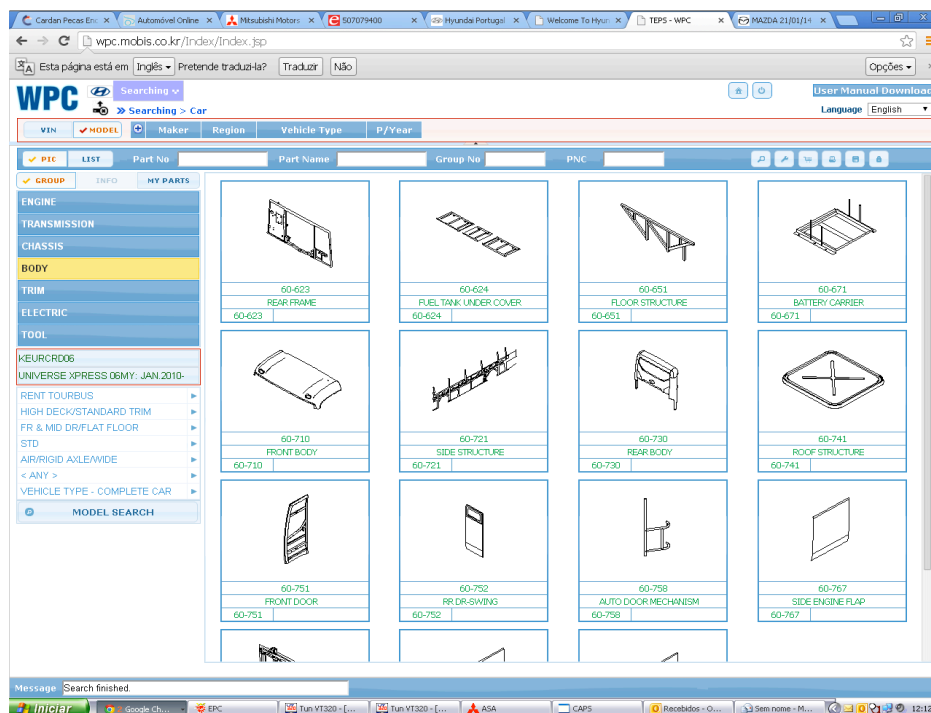 Cardan Pecas Enc
Automóvel Online
Mitsubishi Motors
507079400
Hyundai Portugal
Welcome To Hyun
TEPS - WPC
MAZDA 21/01/14
wpc.mobis.co.kr/Index/Index.jsp
Esta página está em Inglês Pretende traduzi-la? Traduzir Não Opções
WPC Searching User Manual Download
Searching > Car Language English
VIN MODEL Maker Region Vehicle Type P/Year
PIC LIST Part No Part Name Group No PNC
GROUP INFO MY PARTS
ENGINE
TRANSMISSION
CHASSIS
BODY
TRIM
ELECTRIC
TOOL
KEURCRD06
UNIVERSE XPRESS 06MY: JAN.2010-
RENT TOURBUS
HIGH DECK/STANDARD TRIM
FR & MID DR/FLAT FLOOR
STD
AIR/RIGID AXLE/WIDE
< ANY >
VEHICLE TYPE - COMPLETE CAR
MODEL SEARCH
60-623 60-624 60-651 60-671
REAR FRAME FUEL TANK UNDER COVER FLOOR STRUCTURE BATTERY CARRIER
60-623 60-624 60-651 60-671
60-710 60-721 60-730 60-741
FRONT BODY SIDE STRUCTURE REAR BODY ROOF STRUCTURE
60-710 60-721 60-730 60-741
60-751 60-752 60-758 60-767
FRONT DOOR RR DR-SWING AUTO DOOR MECHANISM SIDE ENGINE FLAP
60-751 60-752 60-758 60-767
Message Search finished.
Iniciar Google Ch... EPC Tun VT320 - [... Tun VT320 - [... ASA CAPS Recebidos - O... Sem nome - M... 12:12